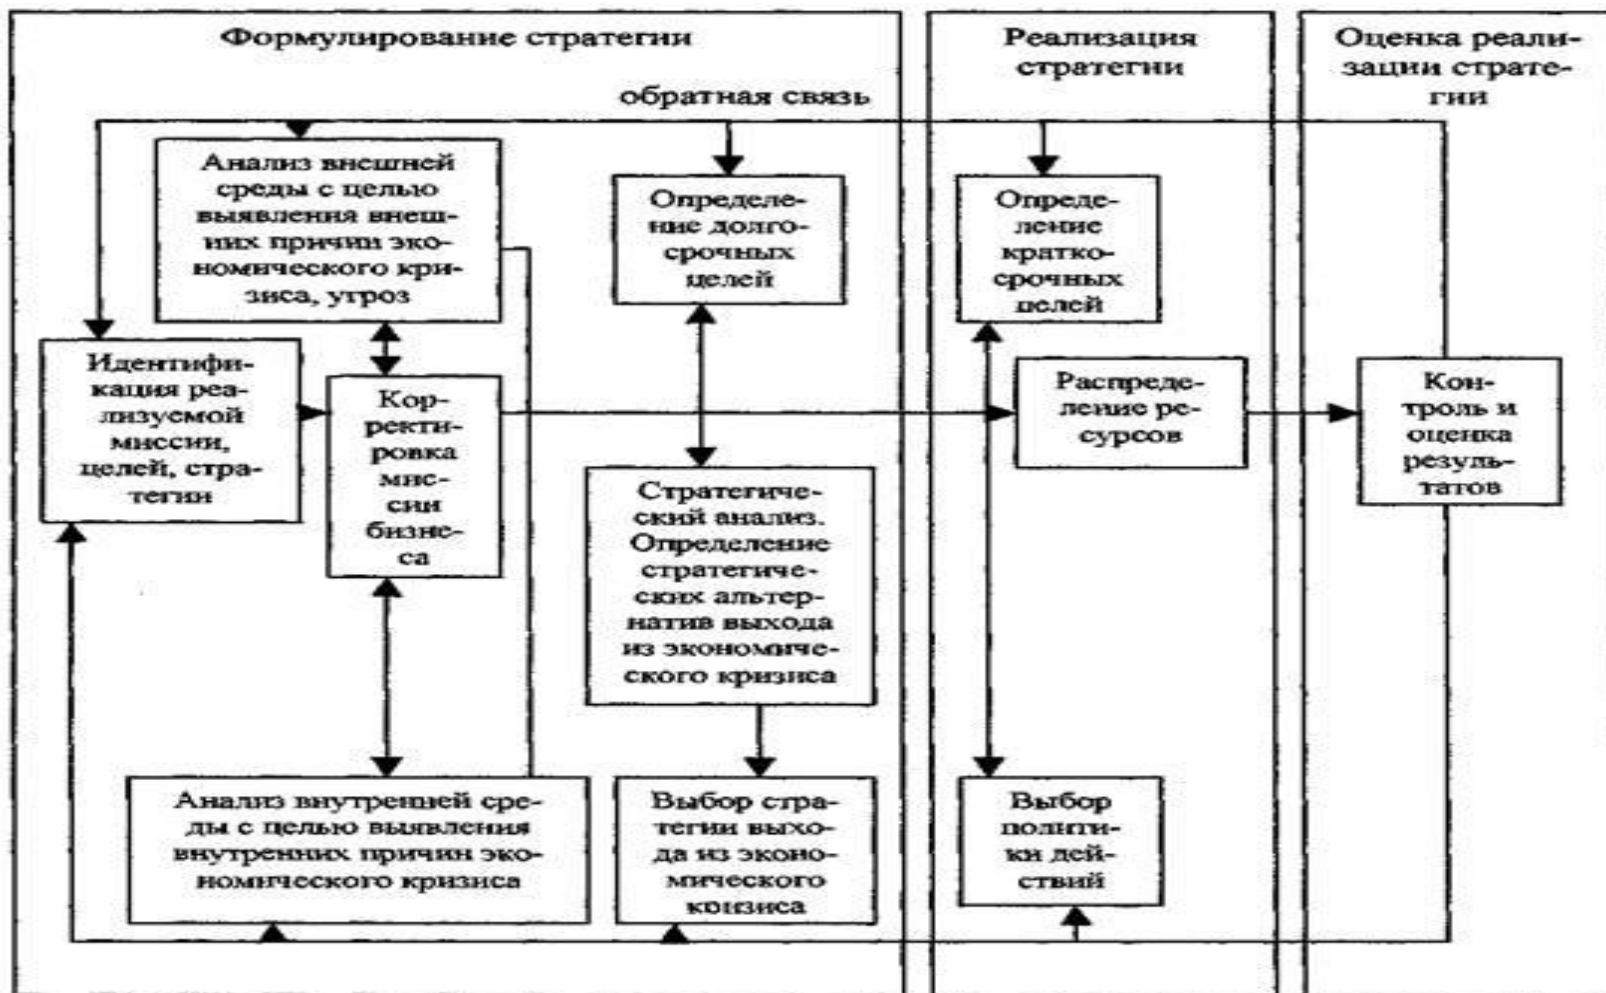 Формулирование стратегии
обратная связь
Анализ внешней
среды с целью
выявления внеш-
них причин эко-
номического кри-
зиса, угроз
Идентифи-
кация реа-
лизуемой
миссии,
целей, стра-
тегии
Кор-
ректи-
ровка
мис-
сии
бизне-
са
Анализ внутренней сре-
ды с целью выявления
внутренних причин эко-
номического кризиса
Определе-
ние долго-
срочных
целей
Стратегиче-
ский анализ.
Определение
стратегиче-
ских альтер-
натив выхода
из экономиче-
ского кризиса
Выбор стра-
тегии выхо-
да из эконо-
мического
кризиса
Реализация
стратегии
Опреде-
ление
кратко-
срочных
целей
Распреде-
ление ре-
сурсов
Выбор
полити-
ки дей-
ствий
Оценка реали-
зации страте-
гии
Кон-
троль и
оценка
резуль-
татов